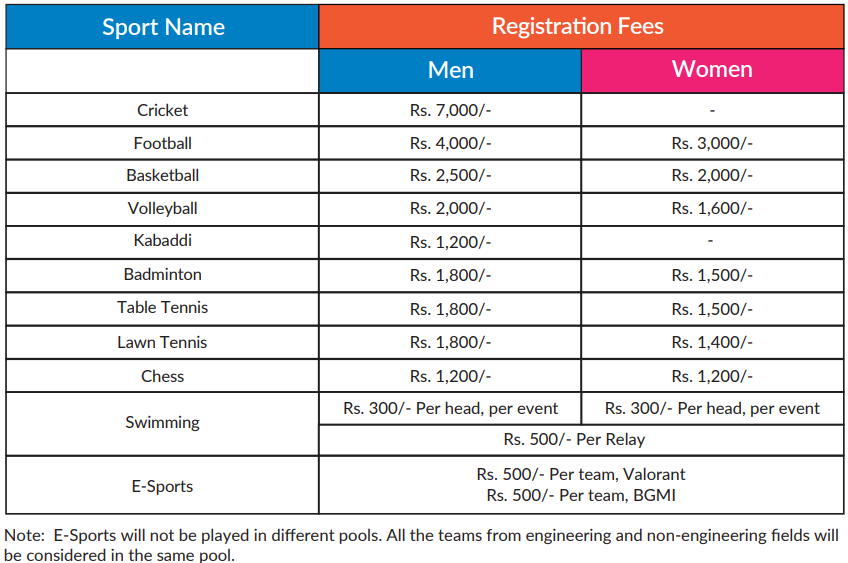 Sport Name Registration Fees
Men Women
Cricket Rs. 7,000/- -
Football Rs. 4,000/- Rs. 3,000/-
Basketball Rs. 2,500/- Rs. 2,000/-
Volleyball Rs. 2,000/- Rs. 1,600/-
Kabaddi Rs. 1,200/- -
Badminton Rs. 1,800/- Rs. 1,500/-
Table Tennis Rs. 1,800/- Rs. 1,500/-
Lawn Tennis Rs. 1,800/- Rs. 1,400/-
Chess Rs. 1,200/- Rs. 1,200/-
Swimming Rs. 300/- Per head, per event Rs. 300/- Per head, per event
Rs. 500/- Per Relay
E-Sports Rs. 500/- Per team, Valorant
Rs. 500/- Per team, BGMI
Note: E-Sports will not be played in different pools. All the teams from engineering and non-engineering fields will
be considered in the same pool.